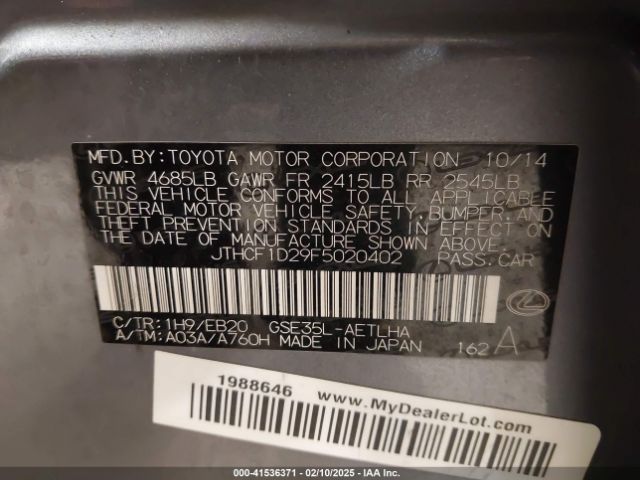 MFD.BY:TOYOTA MOTOR CORPORATION 10/14
GVWR 4685LB GAWR FR 2415LB RR 2545LB
THIS VEHICLE CONFORMS TO ALL APPLICABLE
FEDERAL MOTOR VEHICLE SAFETY, BUMPER, AND
THEFT PREVENTION STANDARDS IN EFFECT ON
THE DATE OF MANUFACTURE SHOWN ABOVE.
JTHCF1D29F5020402 PASS.CAR
C/TR:1H9/EB20 GSE35L-AETLHA
A/TM:A03A/A760H MADE IN JAPAN 162 A
1988646 www.MyDealerLot.com
000-41536371 - 02/10/2025 - IAA Inc.